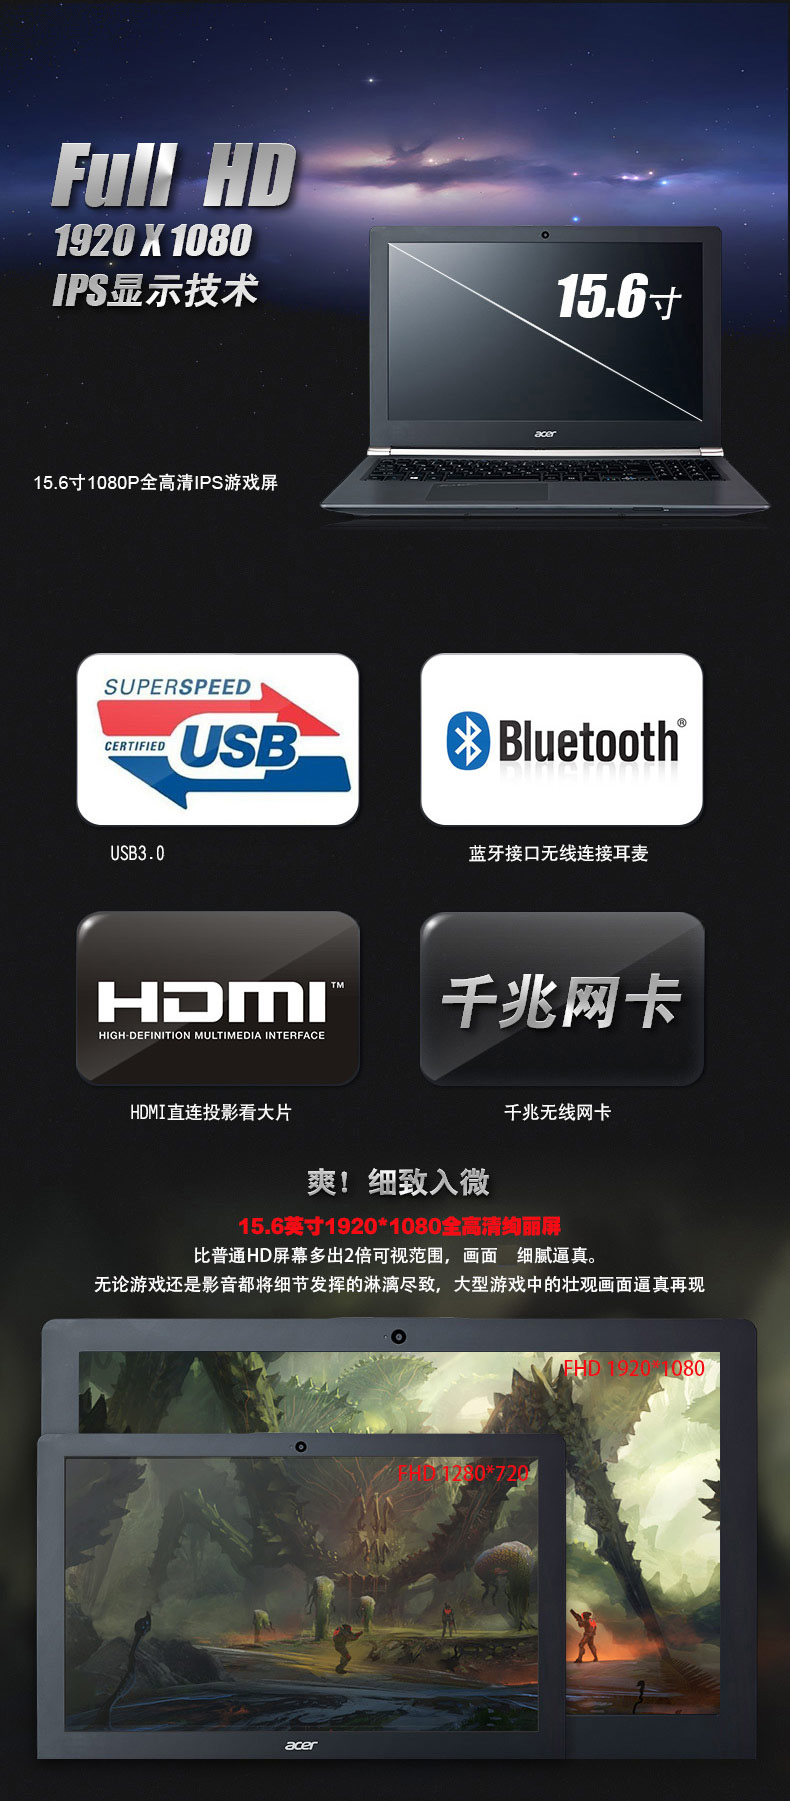 Full HD
1920 X 1080
IPS显示技术
15.6寸
acer
15.6寸1080P全高清IPS游戏屏
SUPERSPEED
CERTIFIED USB
Bluetooth®
USB3.0
蓝牙接口无线连接耳麦
HDMI™
HIGH-DEFINITION MULTIMEDIA INTERFACE
千兆网卡
HDMI直连投影看大片
千兆无线网卡
爽！细致入微
15.6英寸1920*1080全高清绚丽屏
比普通HD屏幕多出2倍可视范围，画面 细腻逼真。
无论游戏还是影音都将细节发挥的淋漓尽致，大型游戏中的壮观画面逼真再现
FHD 1920*1080
FHD 1280*720
acer